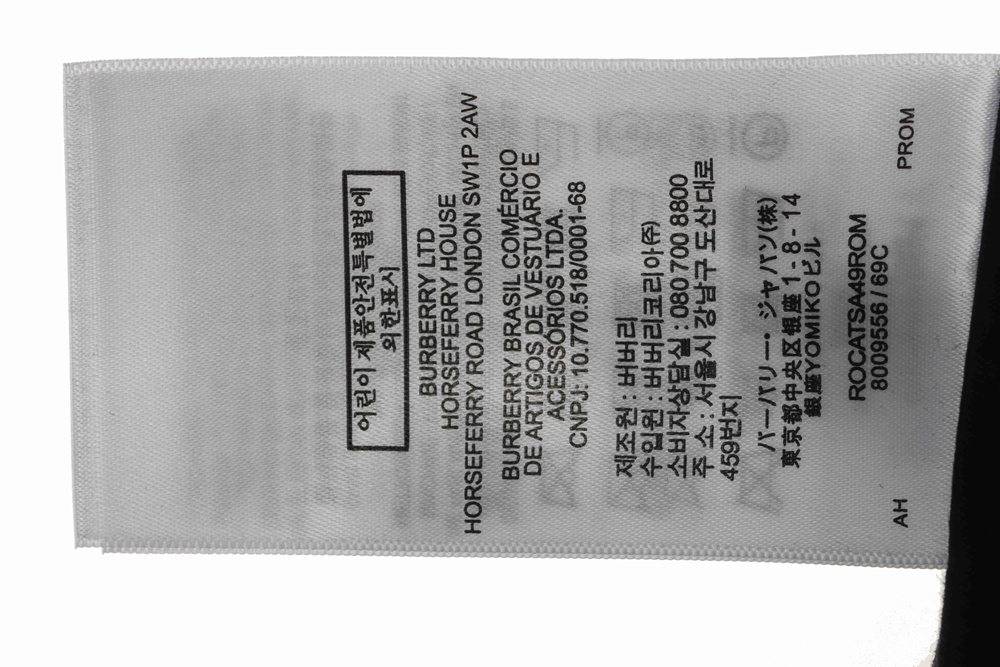 어린이 제품안전특별법에
의한표시
BURBERRY LTD
HORSEFERRY HOUSE
HORSEFERRY ROAD LONDON SW1P 2AW
BURBERRY BRASIL COMÉRCIO
DE ARTIGOS DE VESTUÁRIO E
ACESSÓRIOS LTDA.
CNPJ: 10.770.518/0001-68
제조원 : 버버리
수입원 : 버버리코리아(주)
소비자상담실 : 080 700 8800
주 소 : 서울시 강남구 도산대로
459번지
バーバリー・ジャパン(株)
東京都中央区銀座1-8-14
銀座YOMIKOビル
ROCATSA49ROM
8009556 / 69C
AH PROM